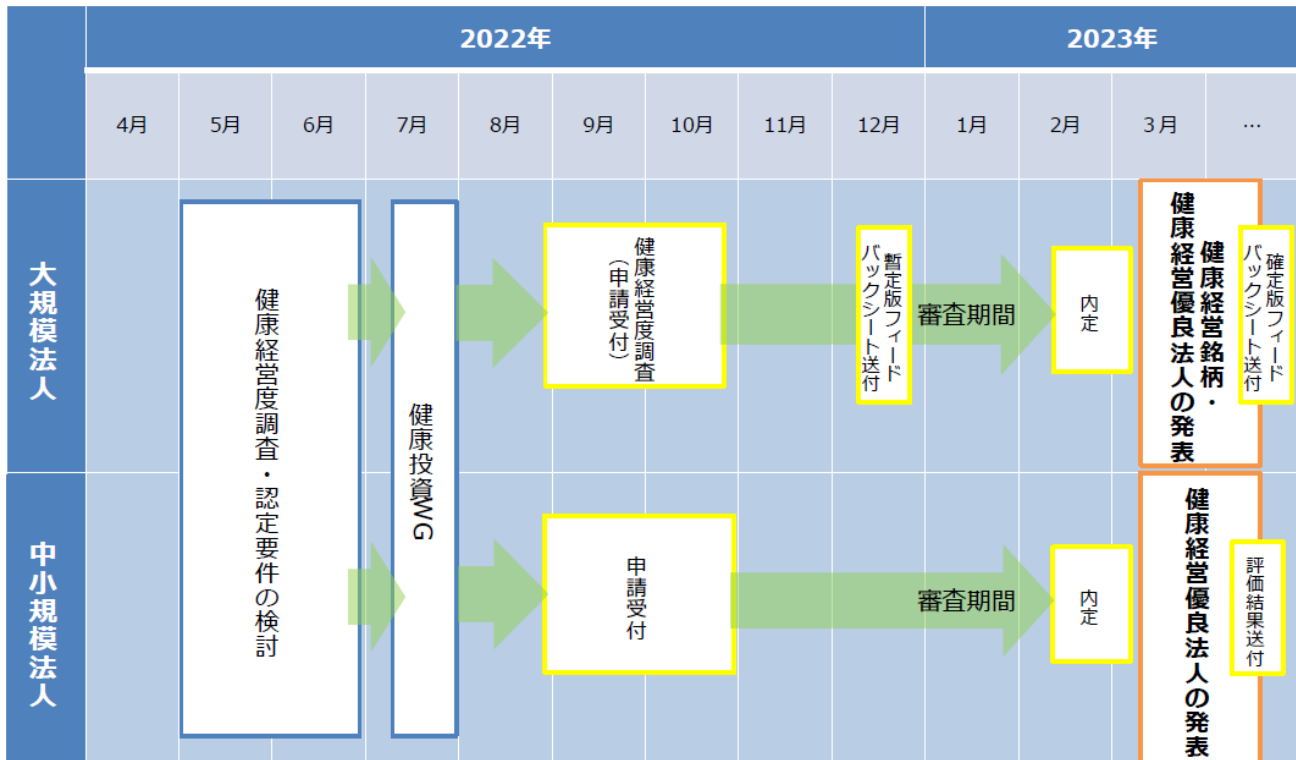 2022年
2023年
4月
5月
6月
7月
8月
9月
10月
11月
12月
1月
2月
3月
…
大規模法人
中小規模法人
健康経営度調査・認定要件の検討
健康投資WG
健康経営度調査
（申請受付）
暫定版フィード
バックシート送付
審査期間
内定
健康経営銘柄・
健康経営優良法人の発表
確定版フィード
バックシート送付
申請受付
審査期間
内定
健康経営優良法人の発表
評価結果送付